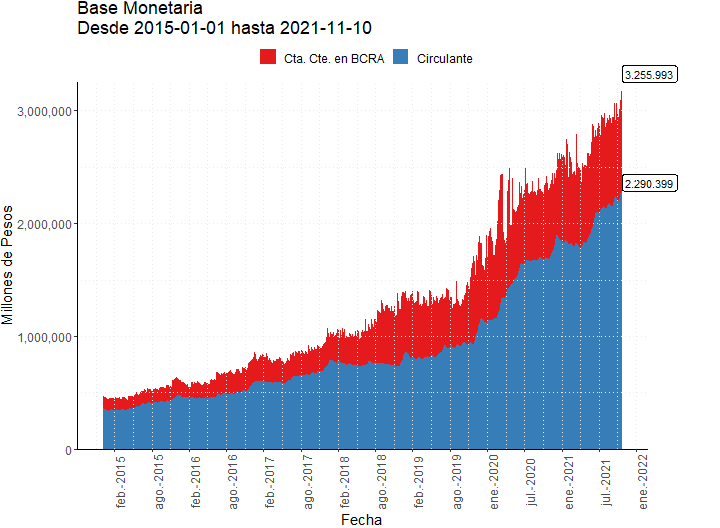 Base Monetaria
Desde 2015-01-01 hasta 2021-11-10
Cta. Cte. en BCRA
Circulante
3.255.993
2.290.399
3,000,000
2,000,000
1,000,000
0
Millones de Pesos
feb.-2015
ago.-2015
feb.-2016
ago.-2016
feb.-2017
ago.-2017
feb.-2018
ago.-2018
feb.-2019
ago.-2019
ene.-2020
jul.-2020
ene.-2021
jul.-2021
ene.-2022
Fecha